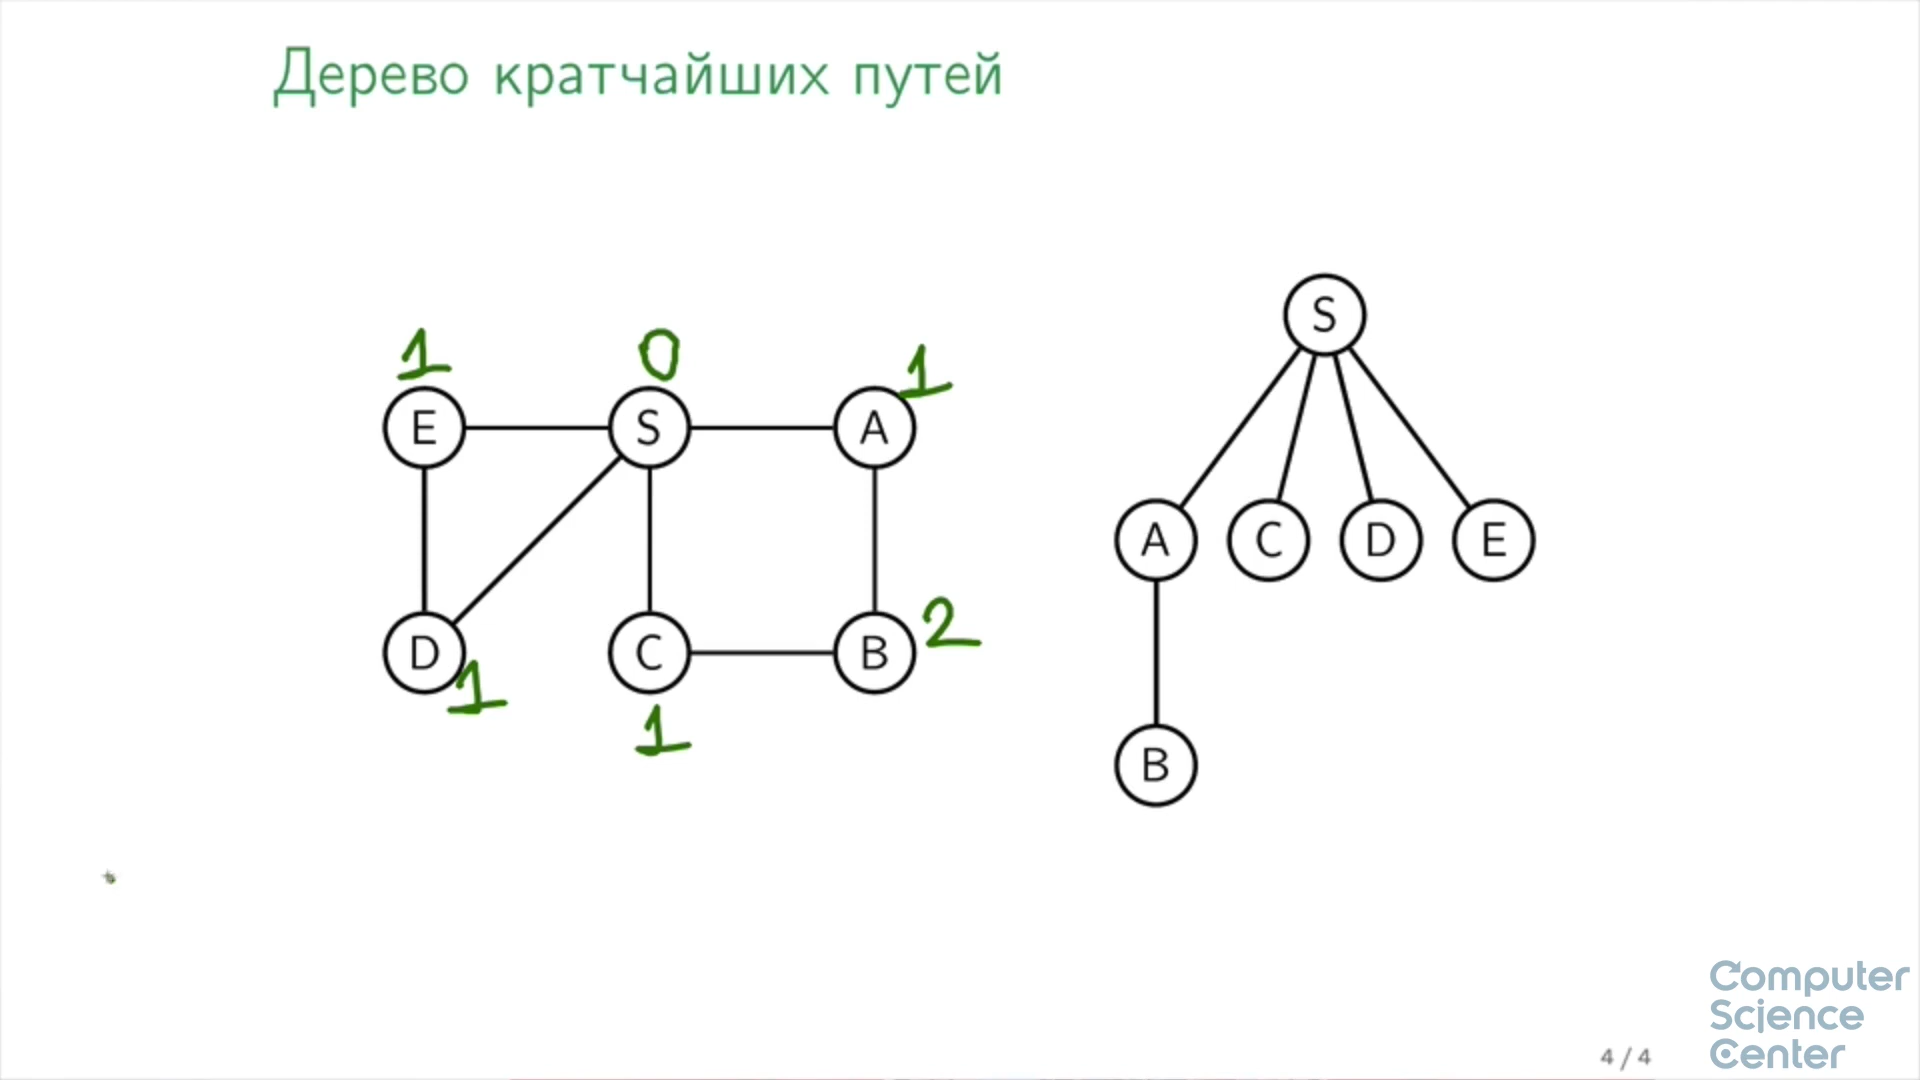 Дерево кратчайших путей
1 0 1
E S A
D C B 2
1
1
S
A C D E
B
4 / 4
Computer
Science
Center